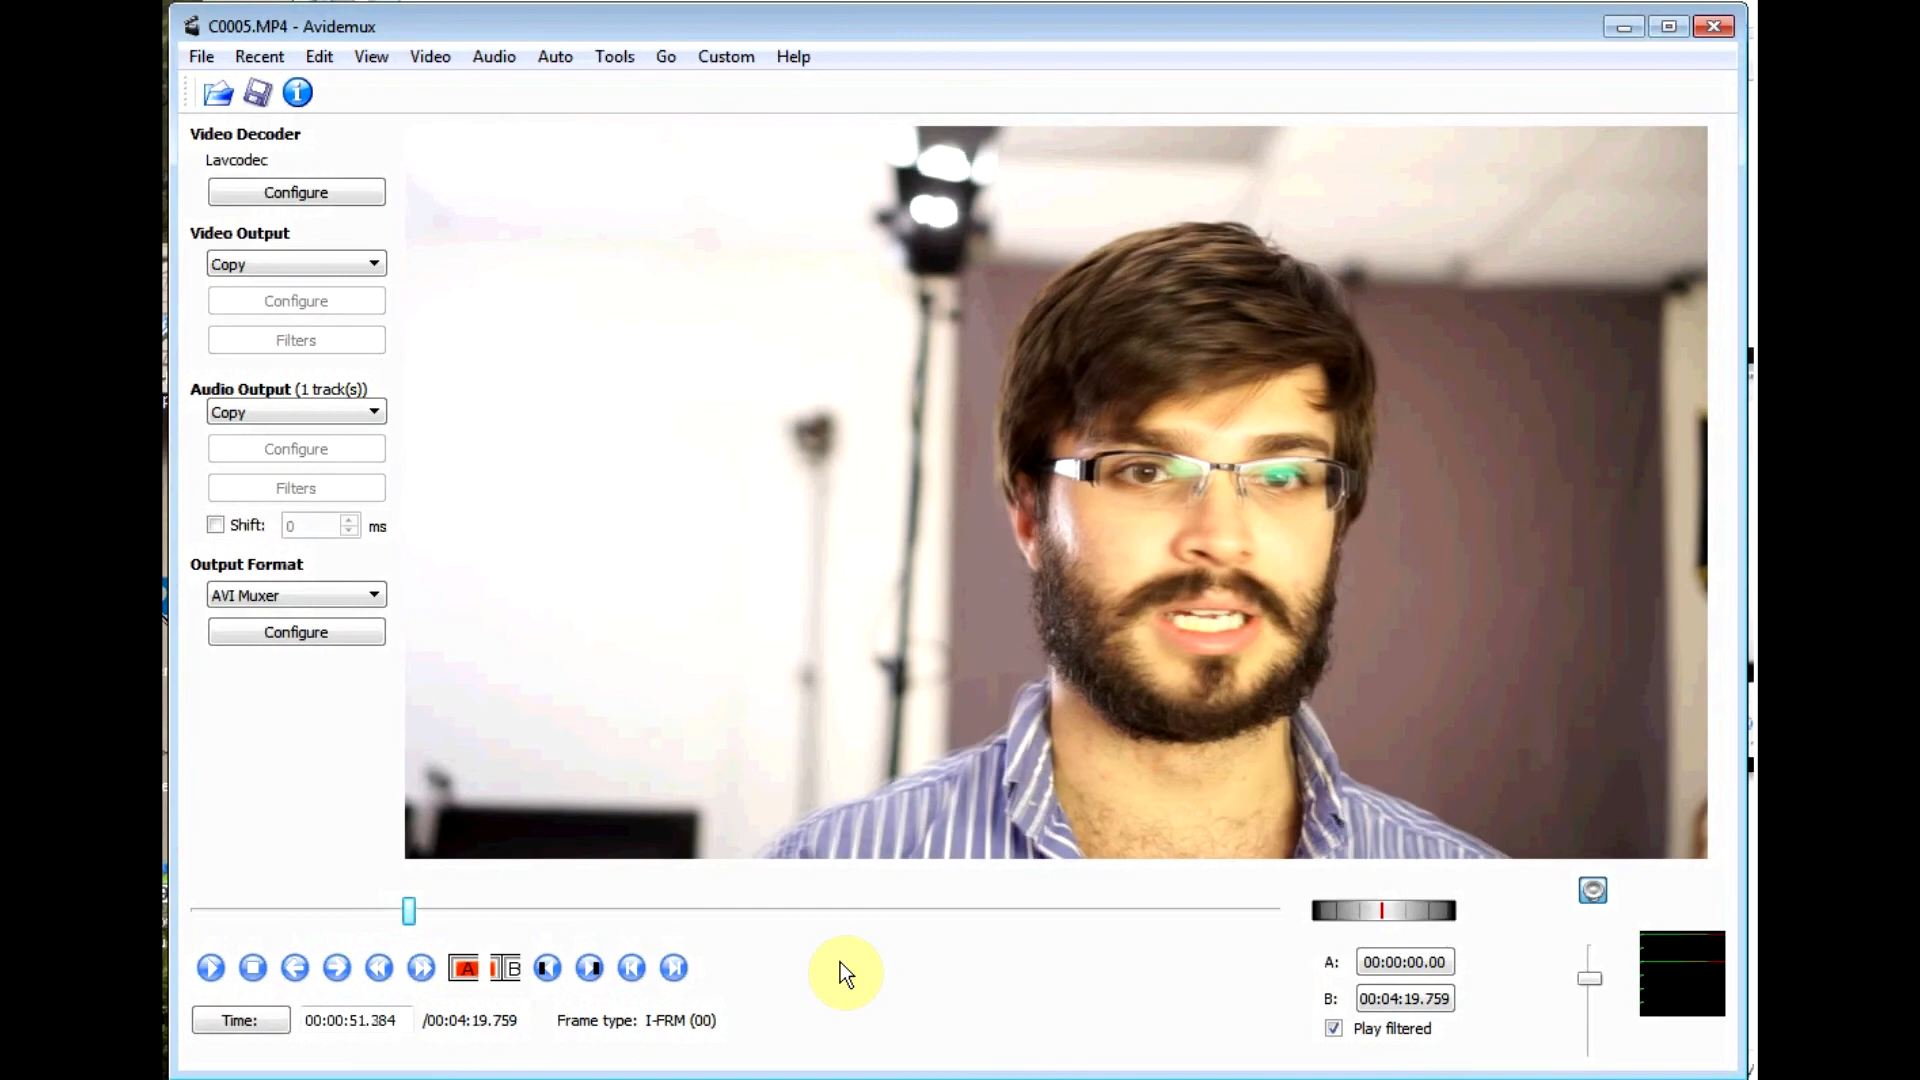 C0005.MP4 - Avidemux
File Recent Edit View Video Audio Auto Tools Go Custom Help
Video Decoder
Lavcodec
Configure
Video Output
Copy
Configure
Filters
Audio Output (1 track(s))
Copy
Configure
Filters
Shift: 0 ms
Output Format
AVI Muxer
Configure
A B
A: 00:00:00.00
B: 00:04:19.759
Time: 00:00:51.384 /00:04:19.759 Frame type: I-FRM (00)
Play filtered